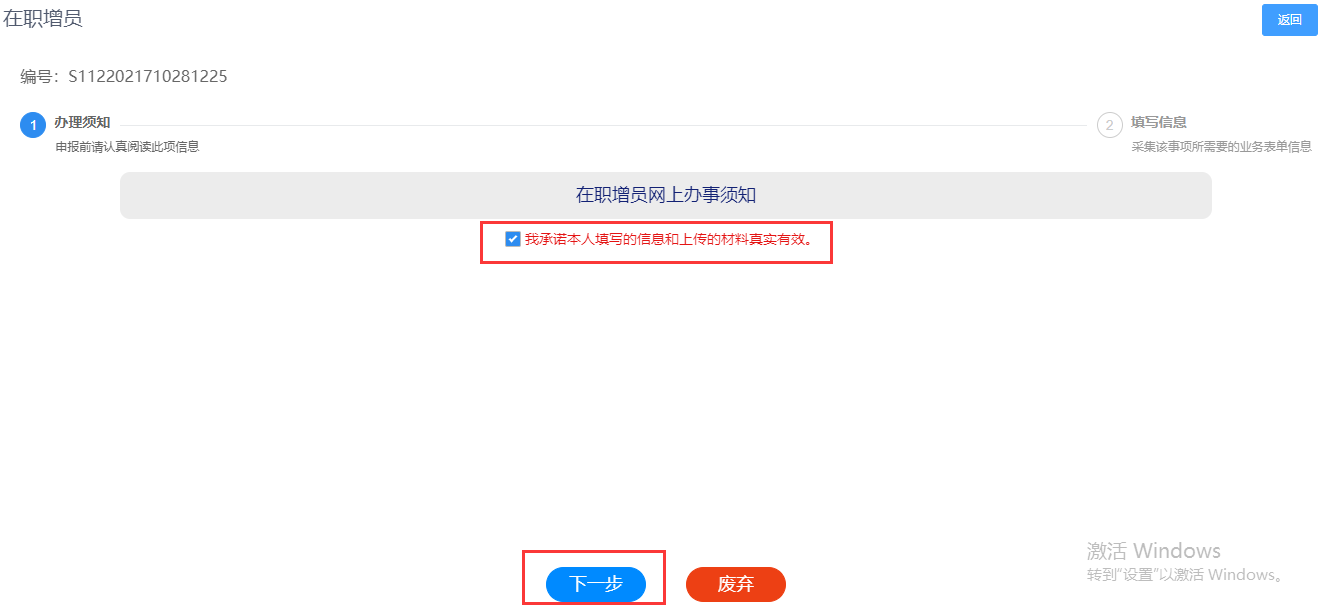 在职增员
返回
编号：S1122021710281225
1 办理须知
2 填写信息
申报前请认真阅读此项信息
采集该事项所需要的业务表单信息
在职增员网上办事须知
我承诺本人填写的信息和上传的材料真实有效。
激活 Windows
转到"设置"以激活 Windows。
下一步
废弃